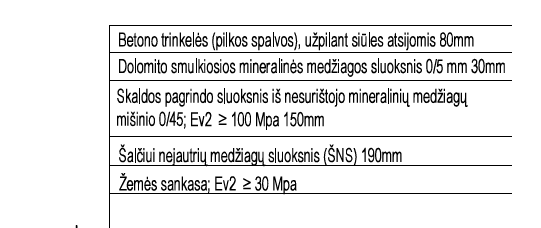 Betono trinkelės (pilkos spalvos), užpilant siūles atsijomis 80mm
Dolomito smulkiosios mineralinės medžiagos sluoksnis 0/5 mm 30mm
Skaldos pagrindo sluoksnis iš nesurištojo mineralinių medžiagų
mišinio 0/45; Ev2 ≥ 100 Mpa 150mm
Šalčiui nejautrių medžiagų sluoksnis (ŠNS) 190mm
Žemės sankasa; Ev2 ≥ 30 Mpa